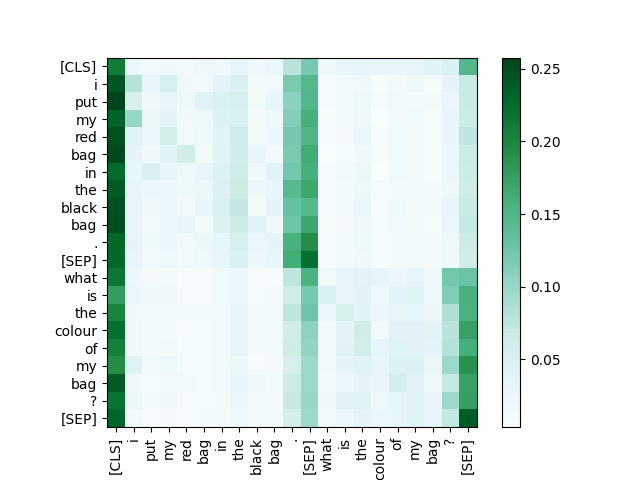 [CLS]
i
put
my
red
bag
in
the
black
bag
.
[SEP]
what
is
the
colour
of
my
bag
?
[SEP]
[CLS]
i
put
my
red
bag
in
the
black
bag
.
[SEP]
what
is
the
colour
of
my
bag
?
[SEP]
0.25
0.20
0.15
0.10
0.05